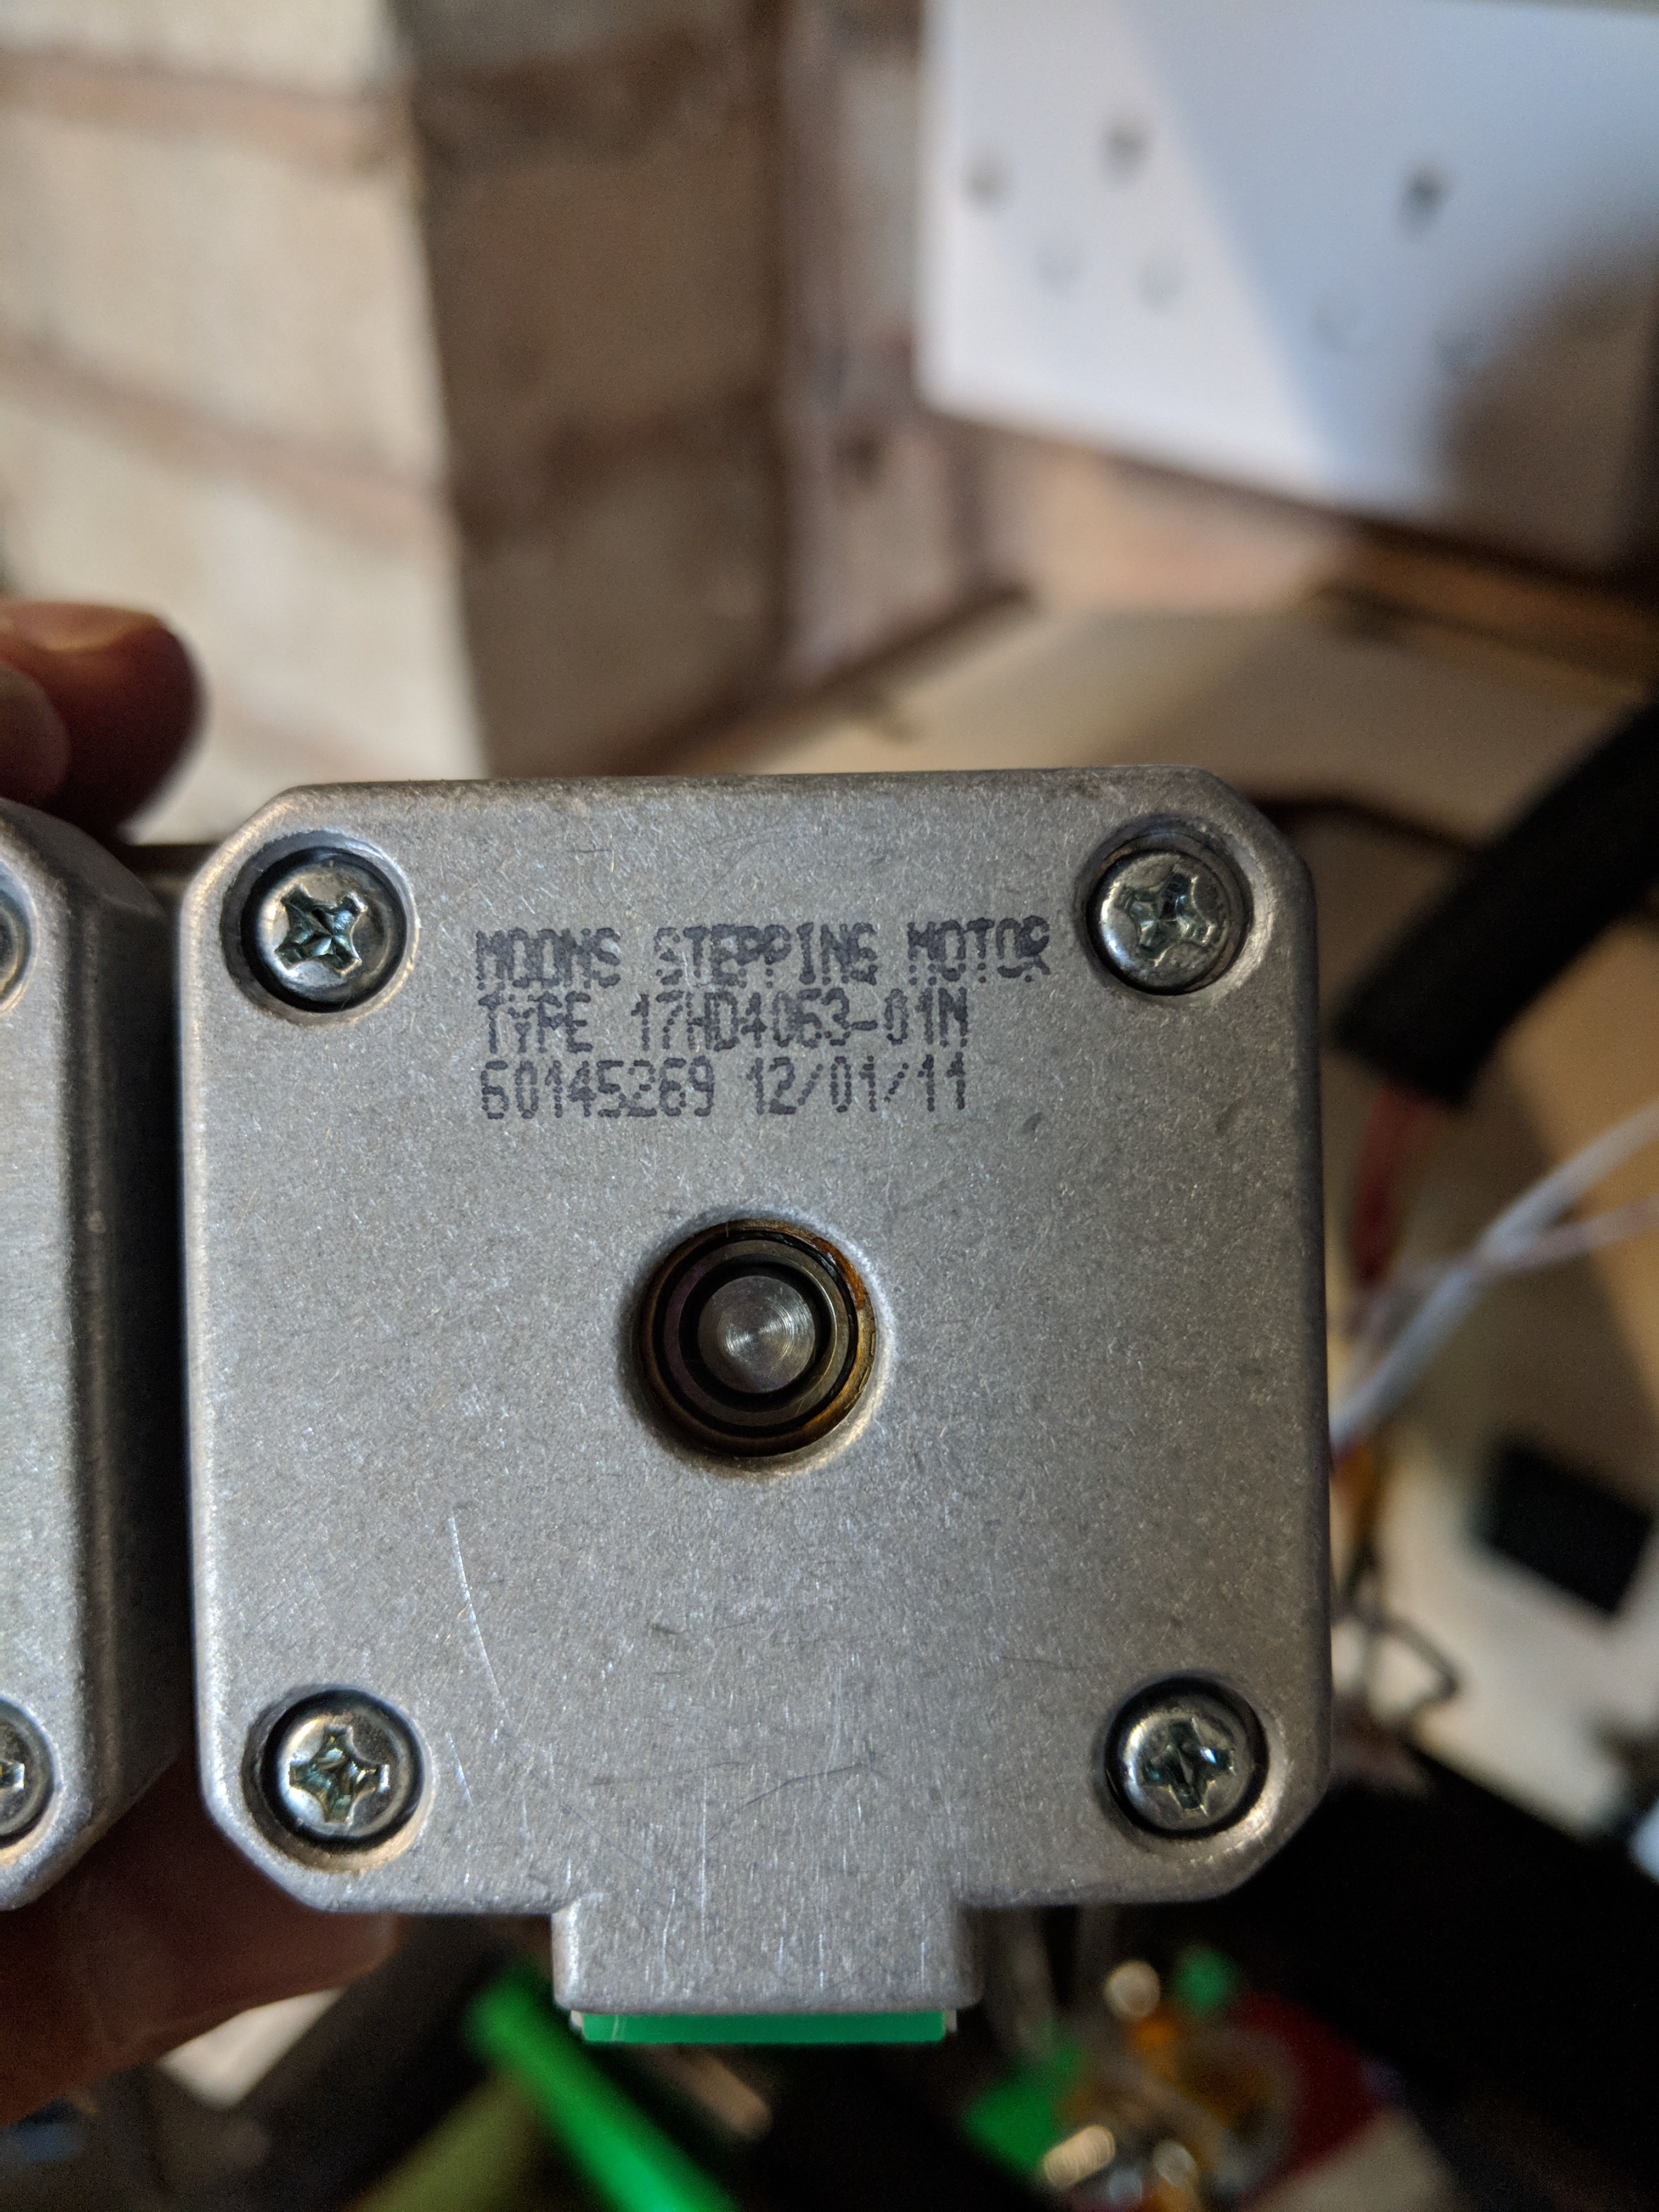 MOONS STEPPING MOTOR
TYPE 17HD4063-01N
60145269 12/01/11